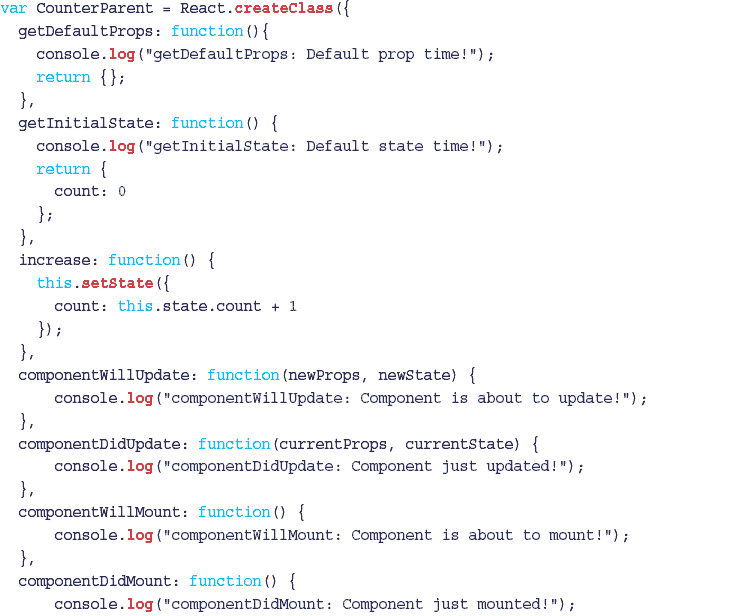 var CounterParent = React.createClass({
  getDefaultProps: function(){
    console.log("getDefaultProps: Default prop time!");
    return {};
  },
  getInitialState: function() {
    console.log("getInitialState: Default state time!");
    return {
      count: 0
    };
  },
  increase: function() {
    this.setState({
      count: this.state.count + 1
    });
  },
  componentWillUpdate: function(newProps, newState) {
      console.log("componentWillUpdate: Component is about to update!");
  },
  componentDidUpdate: function(currentProps, currentState) {
      console.log("componentDidUpdate: Component just updated!");
  },
  componentWillMount: function() {
      console.log("componentWillMount: Component is about to mount!");
  },
  componentDidMount: function() {
      console.log("componentDidMount: Component just mounted!");